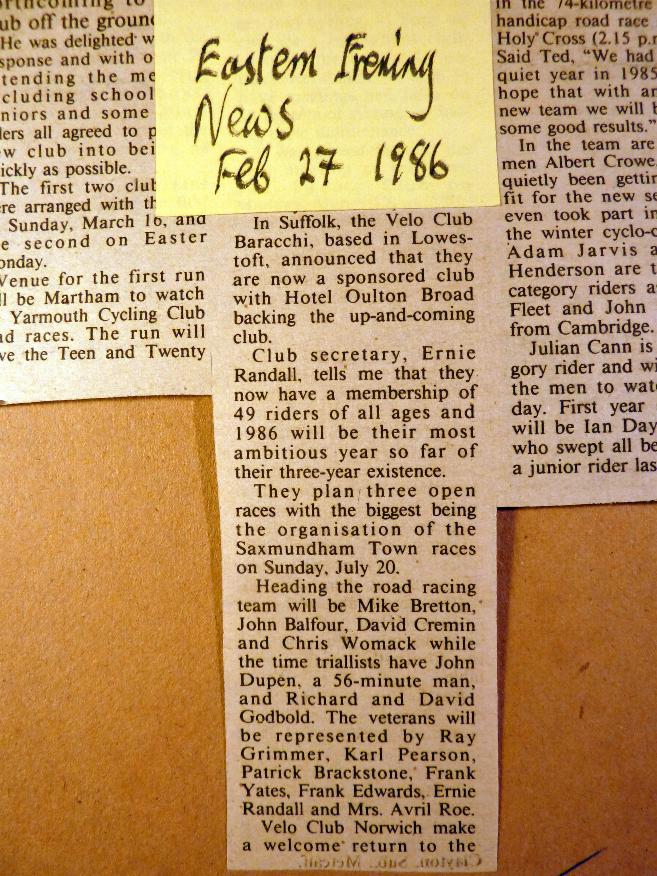 Eastern Evening
News
Feb 27 1986
ub off the ground
He was delighted w
sponse and with o
tending the me
cluding school
niors and some
ders all agreed to p
ew club into bei
ickly as possible.
The first two club
ere arranged with th
Sunday, March 16, and
e second on Easter
onday.
Venue for the first run
ll be Martham to watch
Yarmouth Cycling Club
ad races. The run will
ve the Teen and Twenty
In Suffolk, the Velo Club
Baracchi, based in Lowes-
toft, announced that they
are now a sponsored club
with Hotel Oulton Broad
backing the up-and-coming
club.
Club secretary, Ernie
Randall, tells me that they
now have a membership of
49 riders of all ages and
1986 will be their most
ambitious year so far of
their three-year existence.
They plan three open
races with the biggest being
the organisation of the
Saxmundham Town races
on Sunday, July 20.
Heading the road racing
team will be Mike Bretton,
John Balfour, David Cremin
and Chris Womack while
the time triallists have John
Dupen, a 56-minute man,
and Richard and David
Godbold. The veterans will
be represented by Ray
Grimmer, Karl Pearson,
Patrick Brackstone, Frank
Yates, Frank Edwards, Ernie
Randall and Mrs. Avril Roe.
Velo Club Norwich make
a welcome return to the
in the 74-kilometre
handicap road race
Holy Cross (2.15 p.m
Said Ted, "We had
quiet year in 1985
hope that with an
new team we will b
some good results."
In the team are
men Albert Crowe,
quietly been gettin
fit for the new se
even took part in
the winter cyclo-c
Adam Jarvis a
Henderson are t
category riders a
Fleet and John
from Cambridge.
Julian Cann is
gory rider and wi
the men to wat
day. First year
will be Ian Day
who swept all be
a junior rider las